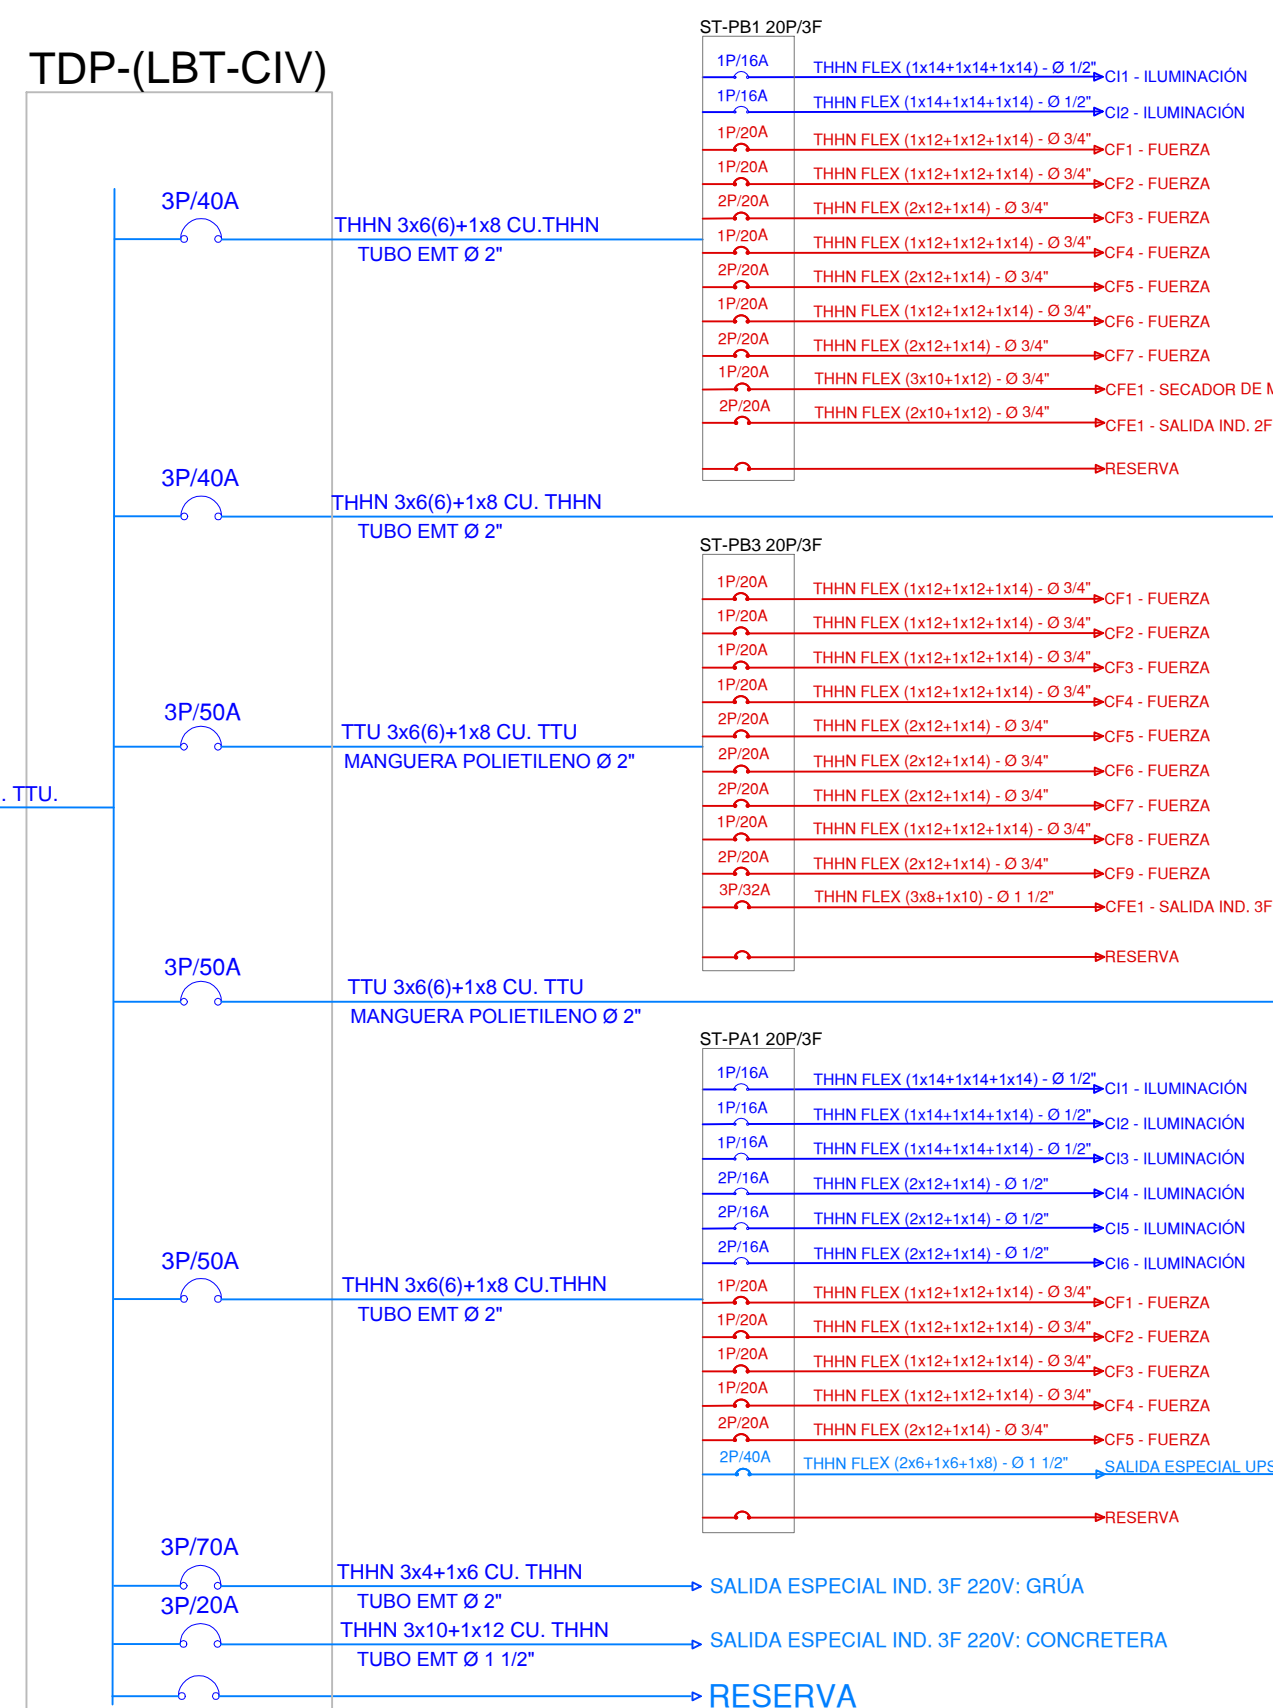 TDP-(LBT-CIV)
. TTU.
3P/40A
THHN 3x6(6)+1x8 CU.THHN
TUBO EMT Ø 2"
ST-PB1 20P/3F
1P/16A THHN FLEX (1x14+1x14+1x14) - Ø 1/2" CI1 - ILUMINACIÓN
1P/16A THHN FLEX (1x14+1x14+1x14) - Ø 1/2" CI2 - ILUMINACIÓN
1P/20A THHN FLEX (1x12+1x12+1x14) - Ø 3/4" CF1 - FUERZA
1P/20A THHN FLEX (1x12+1x12+1x14) - Ø 3/4" CF2 - FUERZA
2P/20A THHN FLEX (2x12+1x14) - Ø 3/4" CF3 - FUERZA
1P/20A THHN FLEX (1x12+1x12+1x14) - Ø 3/4" CF4 - FUERZA
2P/20A THHN FLEX (2x12+1x14) - Ø 3/4" CF5 - FUERZA
1P/20A THHN FLEX (1x12+1x12+1x14) - Ø 3/4" CF6 - FUERZA
2P/20A THHN FLEX (2x12+1x14) - Ø 3/4" CF7 - FUERZA
1P/20A THHN FLEX (3x10+1x12) - Ø 3/4" CFE1 - SECADOR DE
2P/20A THHN FLEX (2x10+1x12) - Ø 3/4" CFE1 - SALIDA IND. 2F
RESERVA
3P/40A
THHN 3x6(6)+1x8 CU. THHN
TUBO EMT Ø 2"
3P/50A
TTU 3x6(6)+1x8 CU. TTU
MANGUERA POLIETILENO Ø 2"
ST-PB3 20P/3F
1P/20A THHN FLEX (1x12+1x12+1x14) - Ø 3/4" CF1 - FUERZA
1P/20A THHN FLEX (1x12+1x12+1x14) - Ø 3/4" CF2 - FUERZA
1P/20A THHN FLEX (1x12+1x12+1x14) - Ø 3/4" CF3 - FUERZA
1P/20A THHN FLEX (1x12+1x12+1x14) - Ø 3/4" CF4 - FUERZA
2P/20A THHN FLEX (2x12+1x14) - Ø 3/4" CF5 - FUERZA
2P/20A THHN FLEX (2x12+1x14) - Ø 3/4" CF6 - FUERZA
2P/20A THHN FLEX (2x12+1x14) - Ø 3/4" CF7 - FUERZA
1P/20A THHN FLEX (1x12+1x12+1x14) - Ø 3/4" CF8 - FUERZA
2P/20A THHN FLEX (2x12+1x14) - Ø 3/4" CF9 - FUERZA
3P/32A THHN FLEX (3x8+1x10) - Ø 1 1/2" CFE1 - SALIDA IND. 3F
RESERVA
3P/50A
TTU 3x6(6)+1x8 CU. TTU
MANGUERA POLIETILENO Ø 2"
3P/50A
THHN 3x6(6)+1x8 CU.THHN
TUBO EMT Ø 2"
ST-PA1 20P/3F
1P/16A THHN FLEX (1x14+1x14+1x14) - Ø 1/2" CI1 - ILUMINACIÓN
1P/16A THHN FLEX (1x14+1x14+1x14) - Ø 1/2" CI2 - ILUMINACIÓN
1P/16A THHN FLEX (1x14+1x14+1x14) - Ø 1/2" CI3 - ILUMINACIÓN
2P/16A THHN FLEX (2x12+1x14) - Ø 1/2" CI4 - ILUMINACIÓN
2P/16A THHN FLEX (2x12+1x14) - Ø 1/2" CI5 - ILUMINACIÓN
2P/16A THHN FLEX (2x12+1x14) - Ø 1/2" CI6 - ILUMINACIÓN
1P/20A THHN FLEX (1x12+1x12+1x14) - Ø 3/4" CF1 - FUERZA
1P/20A THHN FLEX (1x12+1x12+1x14) - Ø 3/4" CF2 - FUERZA
1P/20A THHN FLEX (1x12+1x12+1x14) - Ø 3/4" CF3 - FUERZA
1P/20A THHN FLEX (1x12+1x12+1x14) - Ø 3/4" CF4 - FUERZA
2P/20A THHN FLEX (2x12+1x14) - Ø 3/4" CF5 - FUERZA
2P/40A THHN FLEX (2x6+1x6+1x8) - Ø 1 1/2" SALIDA ESPECIAL UPS
RESERVA
3P/70A
THHN 3x4+1x6 CU. THHN
TUBO EMT Ø 2"
SALIDA ESPECIAL IND. 3F 220V: GRÚA
3P/20A
THHN 3x10+1x12 CU. THHN
TUBO EMT Ø 1 1/2"
SALIDA ESPECIAL IND. 3F 220V: CONCRETERA
RESERVA